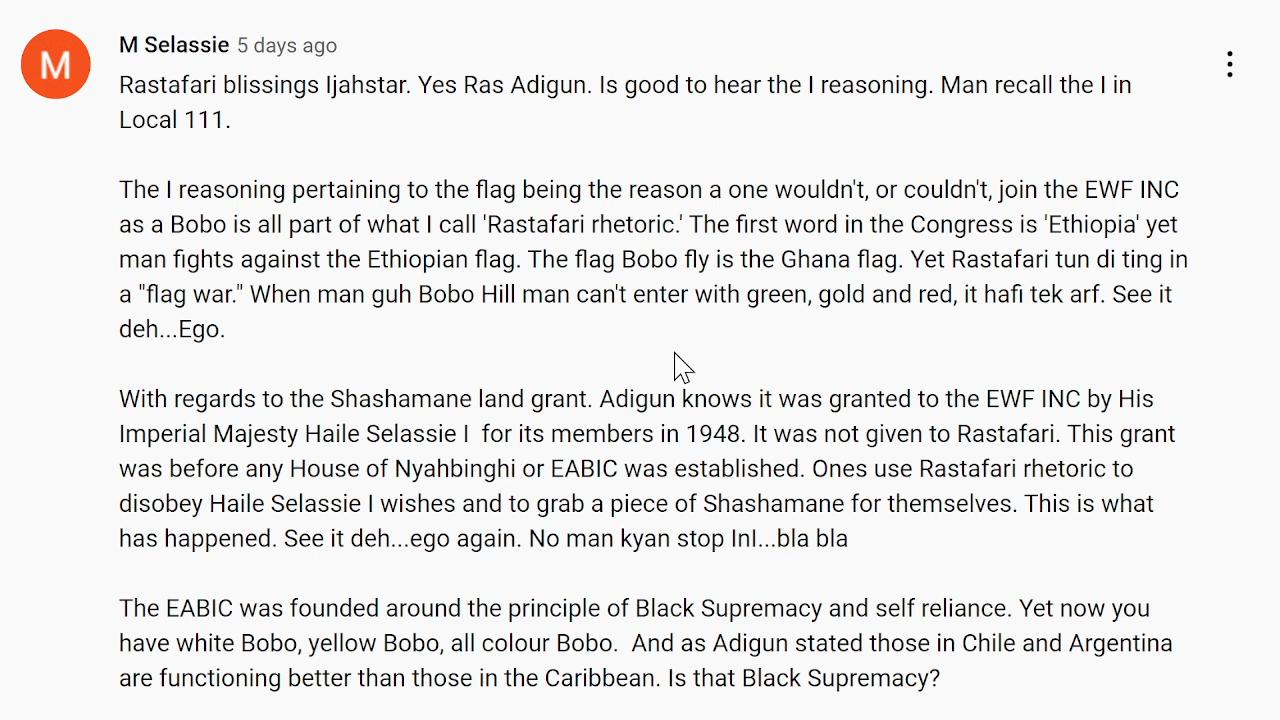 M
M Selassie 5 days ago
Rastafari blissings Ijahstar. Yes Ras Adigun. Is good to hear the I reasoning. Man recall the I in
Local 111.
The I reasoning pertaining to the flag being the reason a one wouldn't, or couldn't, join the EWF INC
as a Bobo is all part of what I call 'Rastafari rhetoric.' The first word in the Congress is 'Ethiopia' yet
man fights against the Ethiopian flag. The flag Bobo fly is the Ghana flag. Yet Rastafari tun di ting in
a "flag war." When man guh Bobo Hill man can't enter with green, gold and red, it hafi tek arf. See it
deh...Ego.
With regards to the Shashamane land grant. Adigun knows it was granted to the EWF INC by His
Imperial Majesty Haile Selassie I  for its members in 1948. It was not given to Rastafari. This grant
was before any House of Nyahbinghi or EABIC was established. Ones use Rastafari rhetoric to
disobey Haile Selassie I wishes and to grab a piece of Shashamane for themselves. This is what
has happened. See it deh...ego again. No man kyan stop InI...bla bla
The EABIC was founded around the principle of Black Supremacy and self reliance. Yet now you
have white Bobo, yellow Bobo, all colour Bobo.  And as Adigun stated those in Chile and Argentina
are functioning better than those in the Caribbean. Is that Black Supremacy?